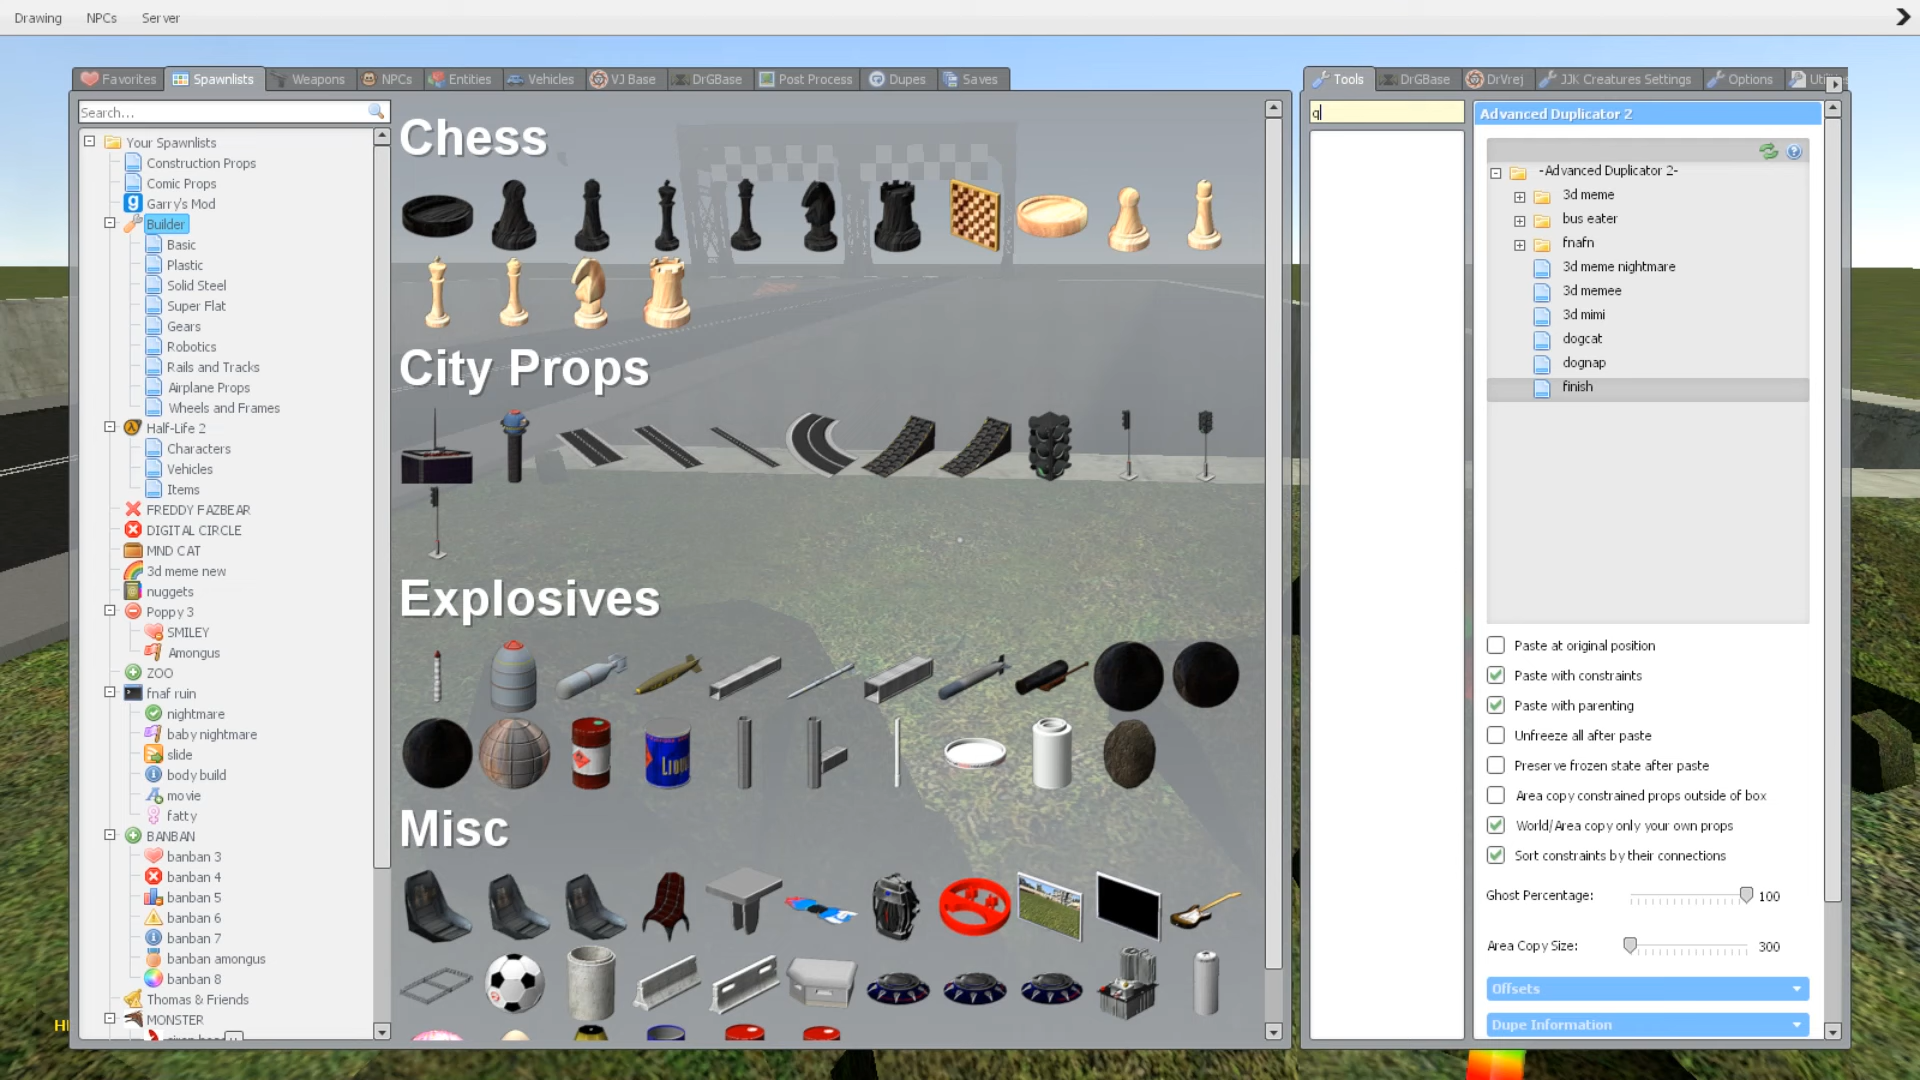 Drawing NPCs Server
Favorites Spawnlists Weapons NPCs Entities Vehicles VJ Base DrGBase Post Process Dupes Saves
Search...
Your Spawnlists
Construction Props
Comic Props
Garry's Mod
Builder
Basic
Plastic
Solid Steel
Super Flat
Gears
Robotics
Rails and Tracks
Airplane Props
Wheels and Frames
Half-Life 2
Characters
Vehicles
Items
FREDDY FAZBEAR
DIGITAL CIRCLE
MND CAT
3d meme new
nuggets
Poppy 3
SMILEY
Amongus
ZOO
fnaf ruin
nightmare
baby nightmare
slide
body build
movie
fatty
BANBAN
banban 3
banban 4
banban 5
banban 6
banban 7
banban amongus
banban 8
Thomas & Friends
MONSTER
Chess
City Props
Explosives
Misc
Tools DrGBase DrVrej JJK Creatures Settings Options
q
Advanced Duplicator 2
-Advanced Duplicator 2-
3d meme
bus eater
fnafn
3d meme nightmare
3d memee
3d mimi
dogcat
dognap
finish
Paste at original position
Paste with constraints
Paste with parenting
Unfreeze all after paste
Preserve frozen state after paste
Area copy constrained props outside of box
World/Area copy only your own props
Sort constraints by their connections
Ghost Percentage: 100
Area Copy Size: 300
Offsets
Dupe Information